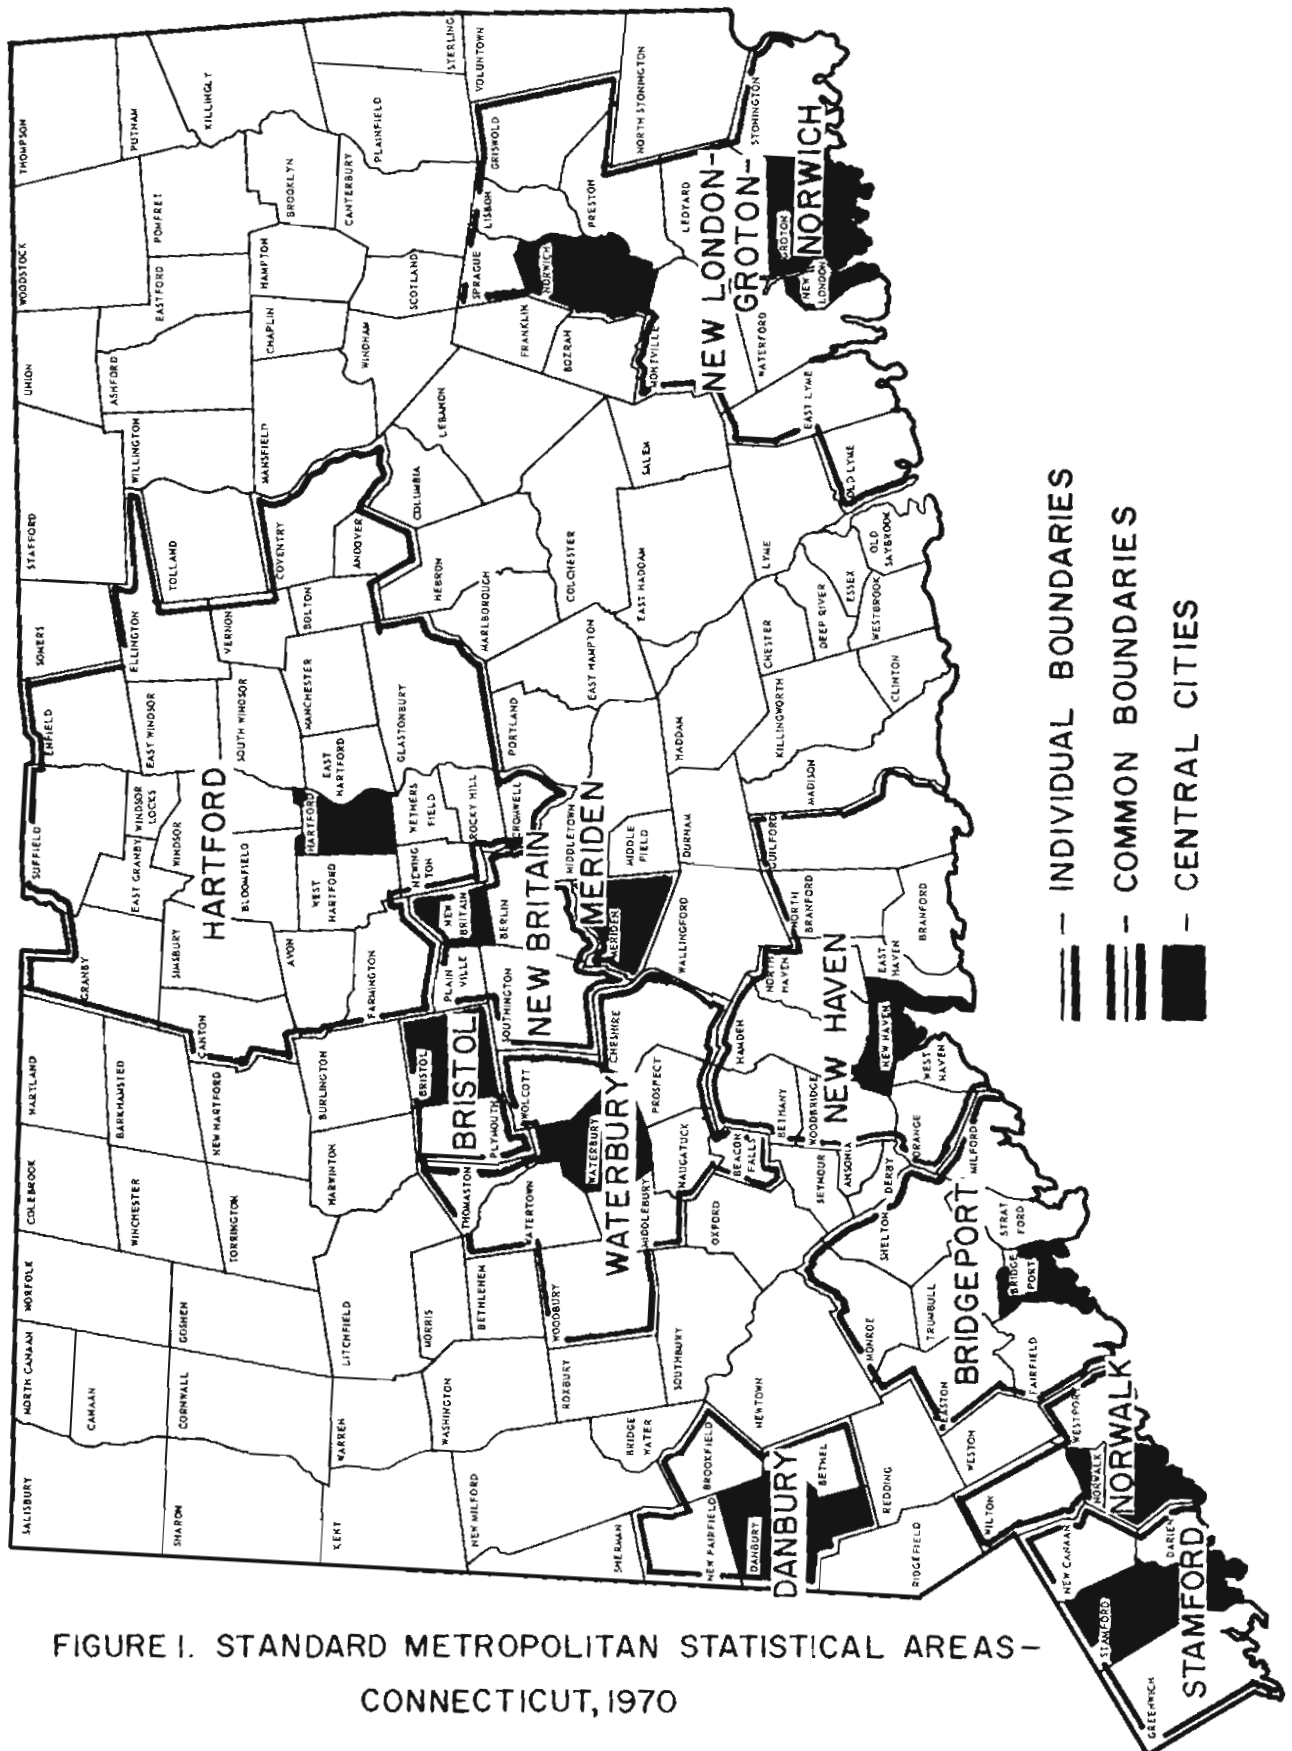 THOMPSON
PUTNAM
KILLINGLY
STERLING
VOLUNTOWN
NORTH STONINGTON
STONINGTON
WOODSTOCK
POMFRET
BROOKLYN
CANTERBURY
PLAINFIELD
GRISWOLD
LISBON
PRESTON
LEDYARD
GROTON
UNION
EASTFORD
ASHFORD
HAMPTON
CHAPLIN
SCOTLAND
WINDHAM
SPRAGUE
NORWICH
FRANKLIN
BOZRAH
MONTVILLE
NEW LONDON-
GROTON-
NORWICH
NEW
LONDON
WATERFORD
EAST LYME
STAFFORD
WILLINGTON
MANSFIELD
LEBANON
COLUMBIA
SALEM
OLD LYME
TOLLAND
COVENTRY
ANDOVER
HEBRON
COLCHESTER
EAST HADDAM
LYME
OLD
SAYBROOK
SOMERS
ELLINGTON
VERNON
BOLTON
MARLBOROUGH
EAST HAMPTON
CHESTER
DEEP RIVER
ESSEX
WESTBROOK
ENFIELD
EAST WINDSOR
SOUTH WINDSOR
MANCHESTER
EAST
HARTFORD
GLASTONBURY
PORTLAND
HADDAM
KILLINGWORTH
CLINTON
SUFFIELD
WINDSOR
LOCKS
EAST GRANBY
WINDSOR
BLOOMFIELD
HARTFORD
HARTFORD
WEST
HARTFORD
WETHERS
FIELD
ROCKY HILL
NEWING
TON
CROMWELL
MIDDLETOWN
MIDDLE
FIELD
DURHAM
MADISON
GUILFORD
GRANBY
SIMSBURY
AVON
CANTON
FARMINGTON
NEW
BRITAIN
BERLIN
NEW BRITAIN
PLAIN
VILLE
SOUTHINGTON
MERIDEN
MERIDEN
WALLINGFORD
NORTH
BRANFORD
BRANFORD
EAST
HAVEN
NORTH
HAVEN
HARTLAND
BARKHAMSTED
NEW HARTFORD
BURLINGTON
BRISTOL
BRISTOL
PLYMOUTH
WOLCOTT
CHESHIRE
PROSPECT
HAMDEN
NEW HAVEN
NEW HAVEN
WEST
HAVEN
BETHANY
WOODBRIDGE
ORANGE
MILFORD
COLEBROOK
WINCHESTER
TORRINGTON
HARWINTON
THOMASTON
WATERTOWN
WATERBURY
WATERBURY
MIDDLEBURY
NAUGATUCK
BEACON
FALLS
OXFORD
SEYMOUR
ANSONIA
DERBY
SHELTON
STRAT
FORD
NORFOLK
GOSHEN
LITCHFIELD
MORRIS
BETHLEHEM
WOODBURY
SOUTHBURY
MONROE
TRUMBULL
BRIDGEPORT
BRIDGE
PORT
FAIRFIELD
EASTON
NORTH CANAAN
CANAAN
CORNWALL
WARREN
WASHINGTON
ROXBURY
BRIDGE
WATER
NEWTOWN
BROOKFIELD
BETHEL
REDDING
WESTON
WESTPORT
SALISBURY
SHARON
KENT
NEW MILFORD
SHERMAN
NEW FAIRFIELD
DANBURY
DANBURY
RIDGEFIELD
WILTON
NORWALK
NORWALK
NEW CANAAN
DARIEN
STAMFORD
STAMFORD
GREENWICH
INDIVIDUAL BOUNDARIES
COMMON BOUNDARIES
CENTRAL CITIES
FIGURE 1. STANDARD METROPOLITAN STATISTICAL AREAS-
CONNECTICUT, 1970